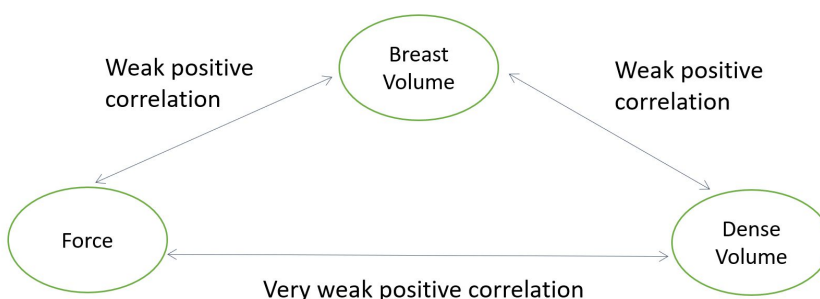 Breast
Volume
Weak positive
correlation
Weak positive
correlation
Force
Dense
Volume
Very weak positive correlation